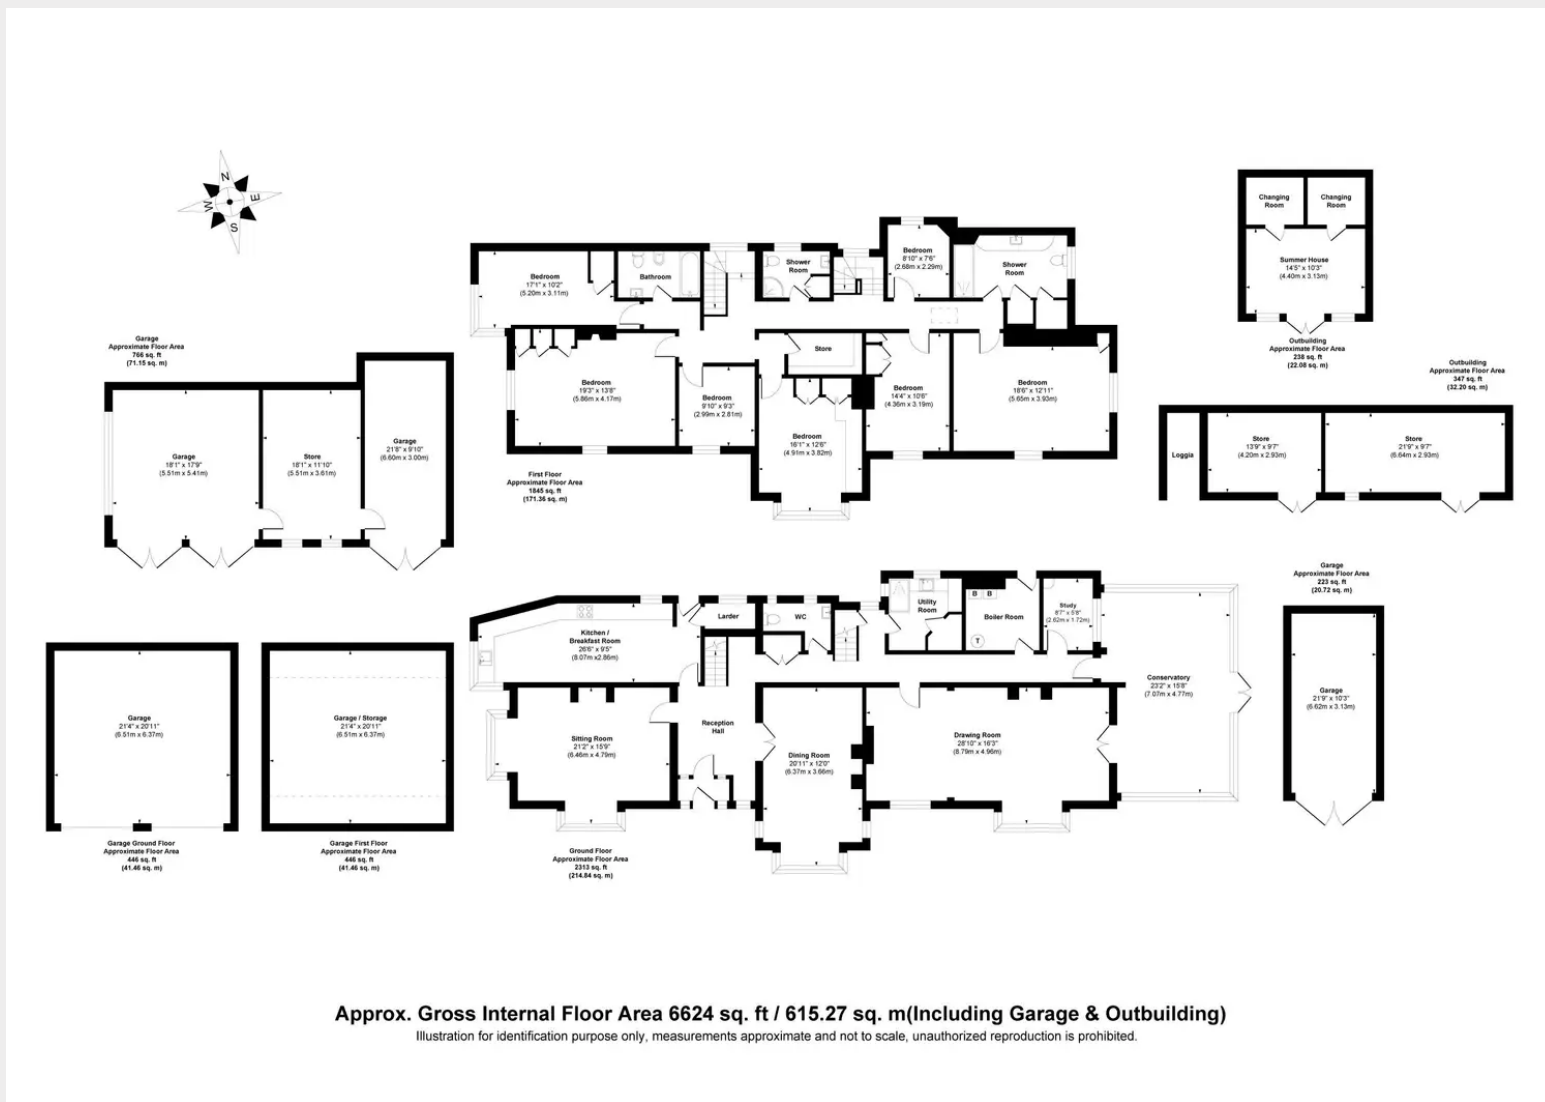 N
E
S
W
Garage
Approximate Floor Area
766 sq. ft
(71.15 sq. m)
Garage
18'1" x 17'9"
(5.51m x 5.41m)
Store
18'1" x 11'10"
(5.51m x 3.61m)
Garage
21'8" x 9'10"
(6.60m x 3.00m)
Bedroom
17'1" x 10'2"
(5.20m x 3.11m)
Bathroom
Shower
Room
Bedroom
8'10" x 7'6"
(2.68m x 2.29m)
Shower
Room
Bedroom
19'3" x 13'8"
(5.86m x 4.17m)
Bedroom
9'10" x 9'3"
(2.99m x 2.81m)
Store
Bedroom
16'1" x 12'6"
(4.91m x 3.82m)
Bedroom
14'4" x 10'6"
(4.36m x 3.19m)
Bedroom
18'6" x 12'11"
(5.65m x 3.93m)
First Floor
Approximate Floor Area
1845 sq. ft
(171.36 sq. m)
Changing
Room
Changing
Room
Summer House
14'5" x 10'3"
(4.40m x 3.13m)
Outbuilding
Approximate Floor Area
238 sq. ft
(22.08 sq. m)
Outbuilding
Approximate Floor Area
347 sq. ft
(32.20 sq. m)
Loggia
Store
13'9" x 9'7"
(4.20m x 2.93m)
Store
21'9" x 9'7"
(6.64m x 2.93m)
Garage
21'4" x 20'11"
(6.51m x 6.37m)
Garage Ground Floor
Approximate Floor Area
446 sq. ft
(41.46 sq. m)
Garage / Storage
21'4" x 20'11"
(6.51m x 6.37m)
Garage First Floor
Approximate Floor Area
446 sq. ft
(41.46 sq. m)
Kitchen /
Breakfast Room
26'6" x 9'5"
(8.07m x2.86m)
Larder
WC
Utility
Room
B B
Boiler Room
T
Study
8'7" x 5'8"
(2.62m x 1.72m)
Conservatory
23'2" x 15'8"
(7.07m x 4.77m)
Sitting Room
21'2" x 15'9"
(6.46m x 4.79m)
Reception
Hall
Dining Room
20'11" x 12'0"
(6.37m x 3.66m)
Drawing Room
28'10" x 16'3"
(8.79m x 4.96m)
Ground Floor
Approximate Floor Area
2313 sq. ft
(214.84 sq. m)
Garage
Approximate Floor Area
223 sq. ft
(20.72 sq. m)
Garage
21'9" x 10'3"
(6.62m x 3.13m)
Approx. Gross Internal Floor Area 6624 sq. ft / 615.27 sq. m(Including Garage & Outbuilding)
Illustration for identification purpose only, measurements approximate and not to scale, unauthorized reproduction is prohibited.